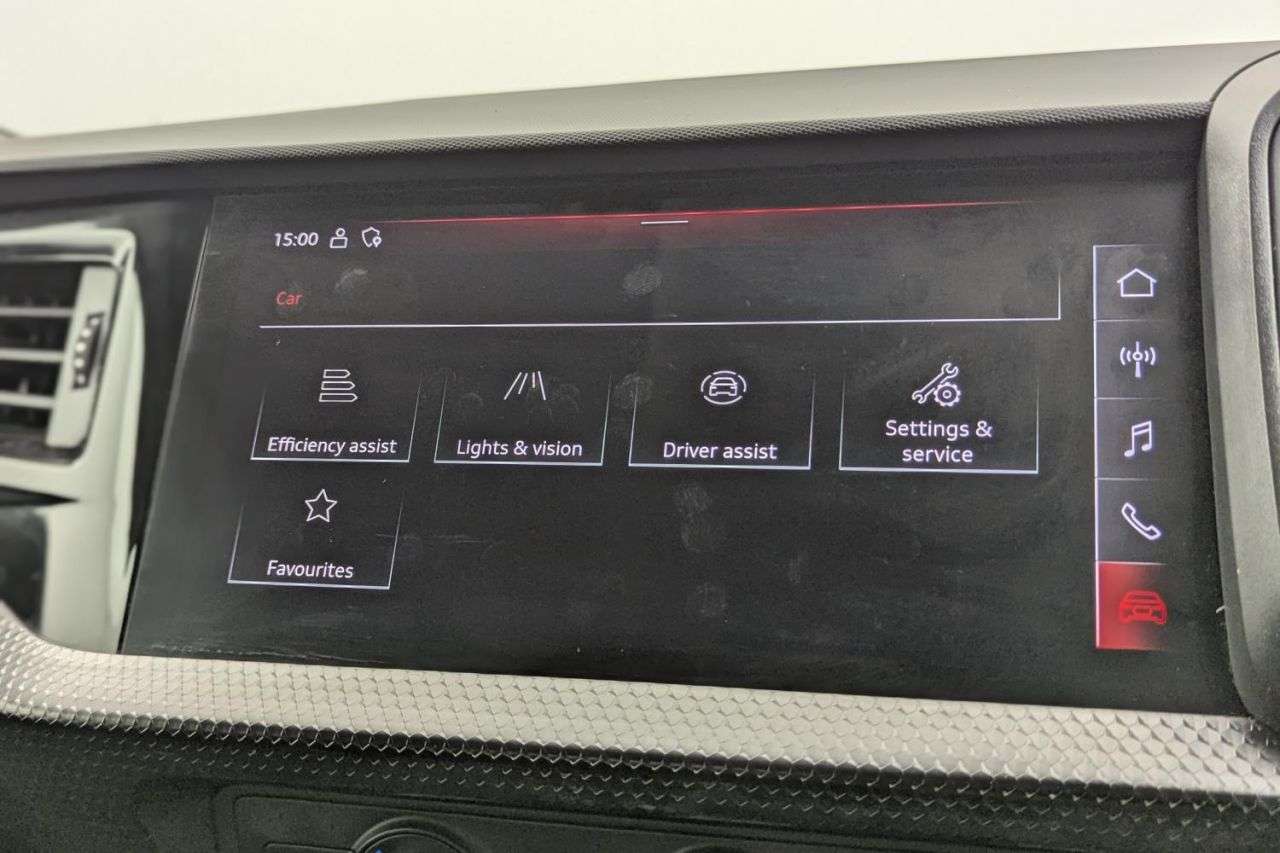 15:00
Car
Efficiency assist
Lights & vision
Driver assist
Settings &
service
Favourites